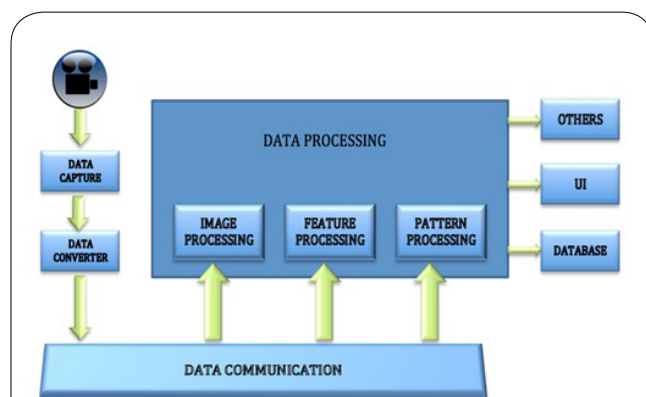 DATA
CAPTURE
DATA
CONVERTER
DATA PROCESSING
IMAGE
PROCESSING
FEATURE
PROCESSING
PATTERN
PROCESSING
OTHERS
UI
DATABASE
DATA COMMUNICATION